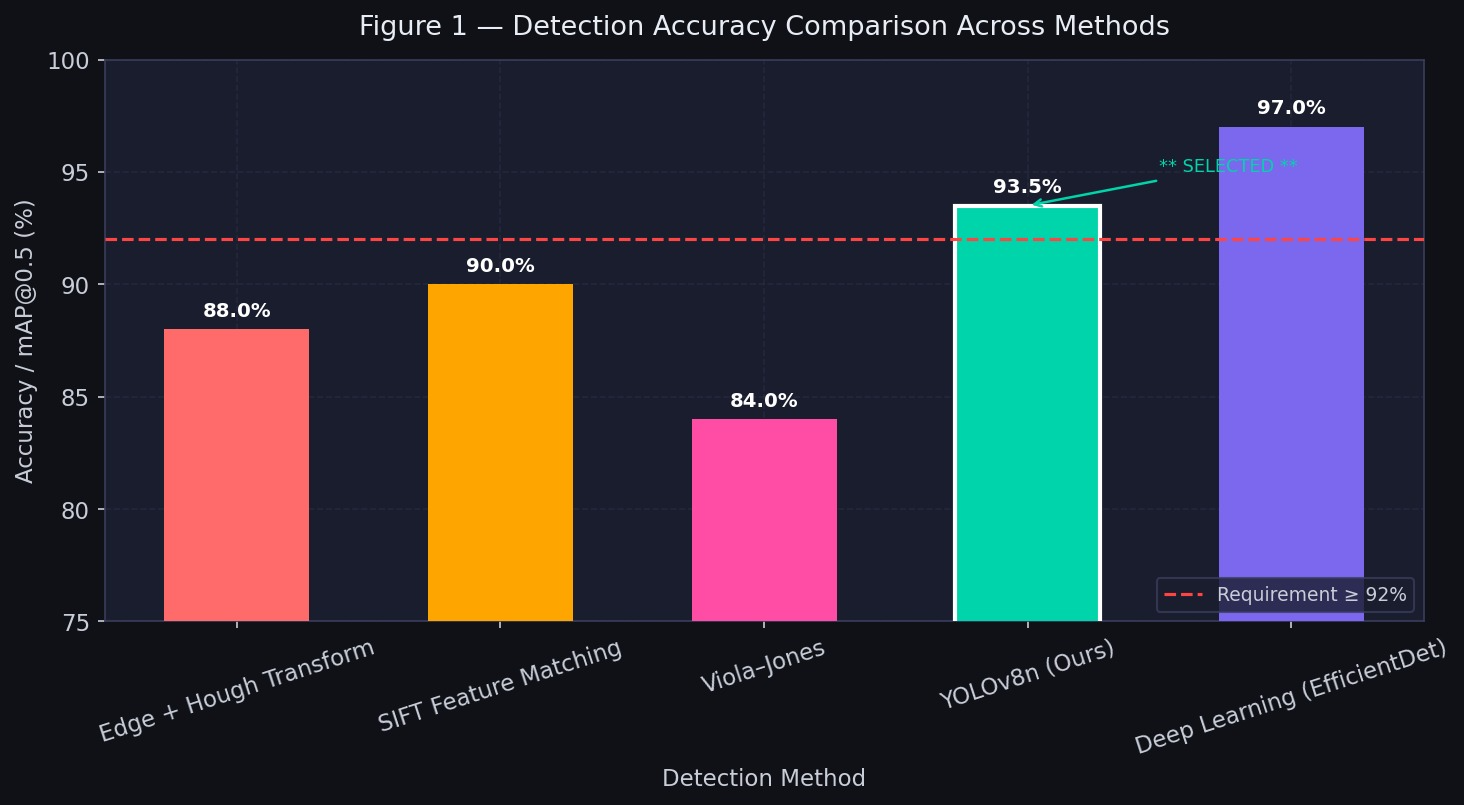 Figure 1 — Detection Accuracy Comparison Across Methods
Accuracy / mAP@0.5 (%)
100
95
90
85
80
75
88.0%
90.0%
84.0%
93.5%
97.0%
** SELECTED **
Requirement ≥ 92%
Edge + Hough Transform
SIFT Feature Matching
Viola–Jones
YOLOv8n (Ours)
Deep Learning (EfficientDet)
Detection Method